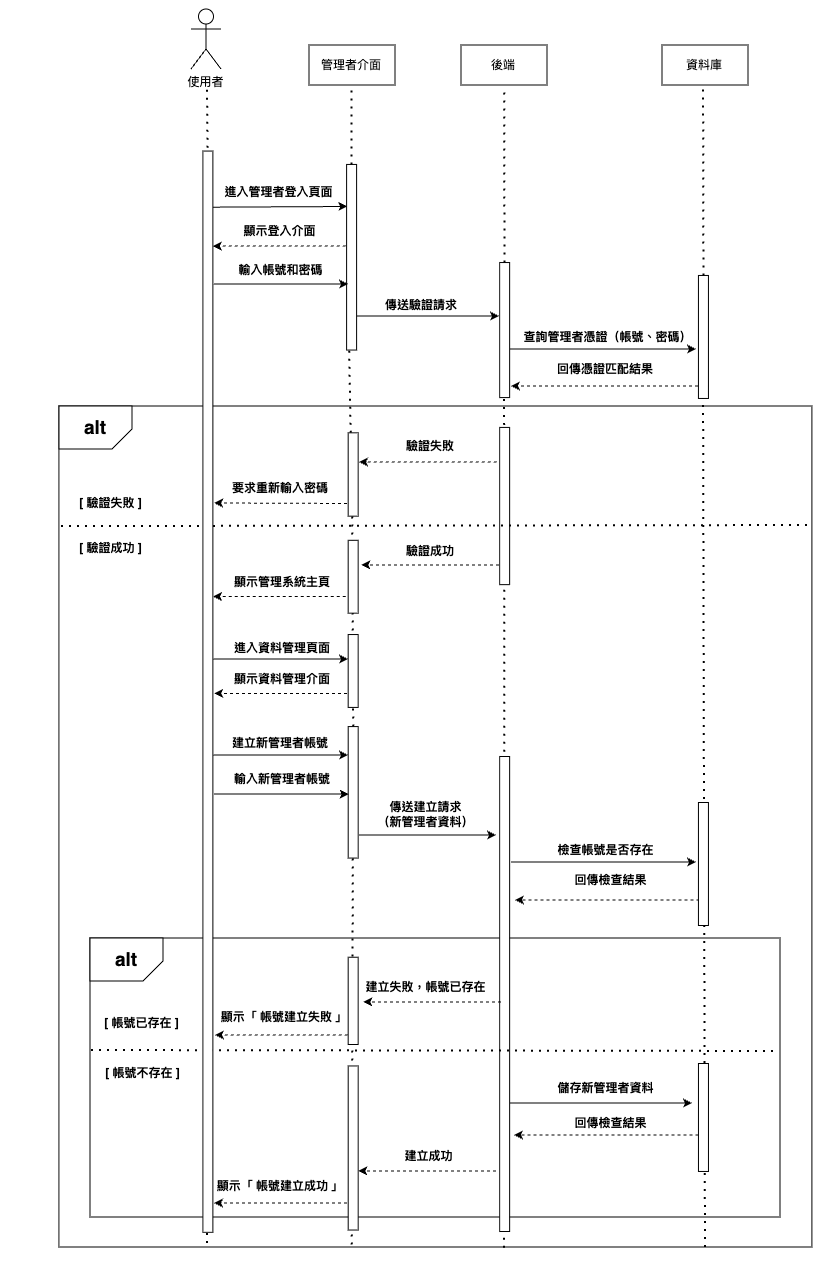 使用者
管理者介面
後端
資料庫
進入管理者登入頁面
顯示登入介面
輸入帳號和密碼
傳送驗證請求
查詢管理者憑證（帳號、密碼）
回傳憑證匹配結果
alt
驗證失敗
要求重新輸入密碼
[ 驗證失敗 ]
[ 驗證成功 ]
驗證成功
顯示管理系統主頁
進入資料管理頁面
顯示資料管理介面
建立新管理者帳號
輸入新管理者帳號
傳送建立請求
（新管理者資料）
檢查帳號是否存在
回傳檢查結果
alt
建立失敗，帳號已存在
顯示「 帳號建立失敗 」
[ 帳號已存在 ]
[ 帳號不存在 ]
儲存新管理者資料
回傳檢查結果
建立成功
顯示「 帳號建立成功 」